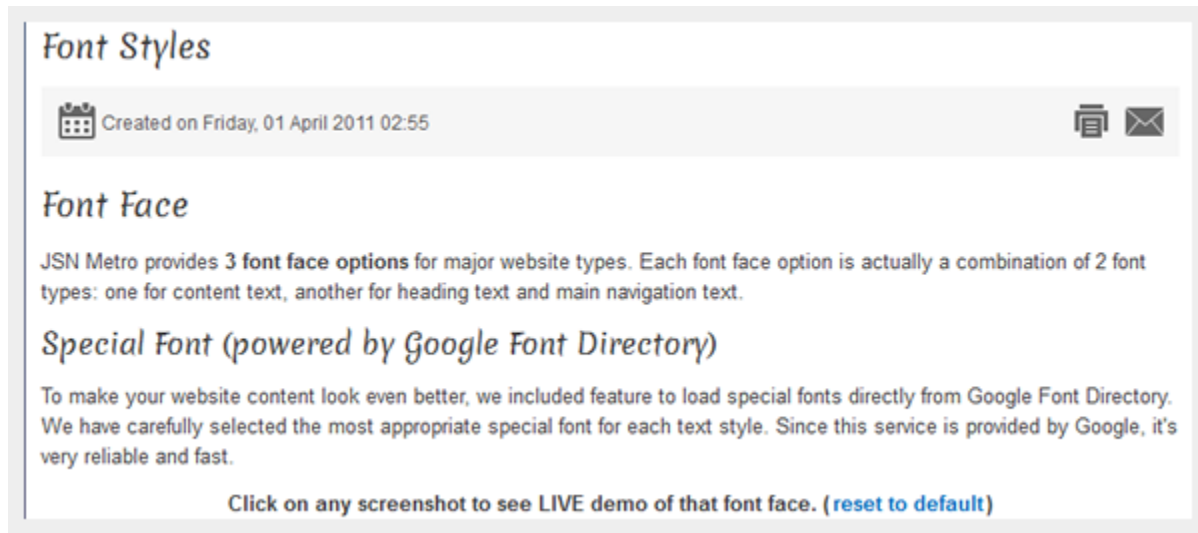 Font Styles
Created on Friday, 01 April 2011 02:55
Font Face
JSN Metro provides 3 font face options for major website types. Each font face option is actually a combination of 2 font
types: one for content text, another for heading text and main navigation text.
Special Font (powered by Google Font Directory)
To make your website content look even better, we included feature to load special fonts directly from Google Font Directory.
We have carefully selected the most appropriate special font for each text style. Since this service is provided by Google, it's
very reliable and fast.
Click on any screenshot to see LIVE demo of that font face. (reset to default)